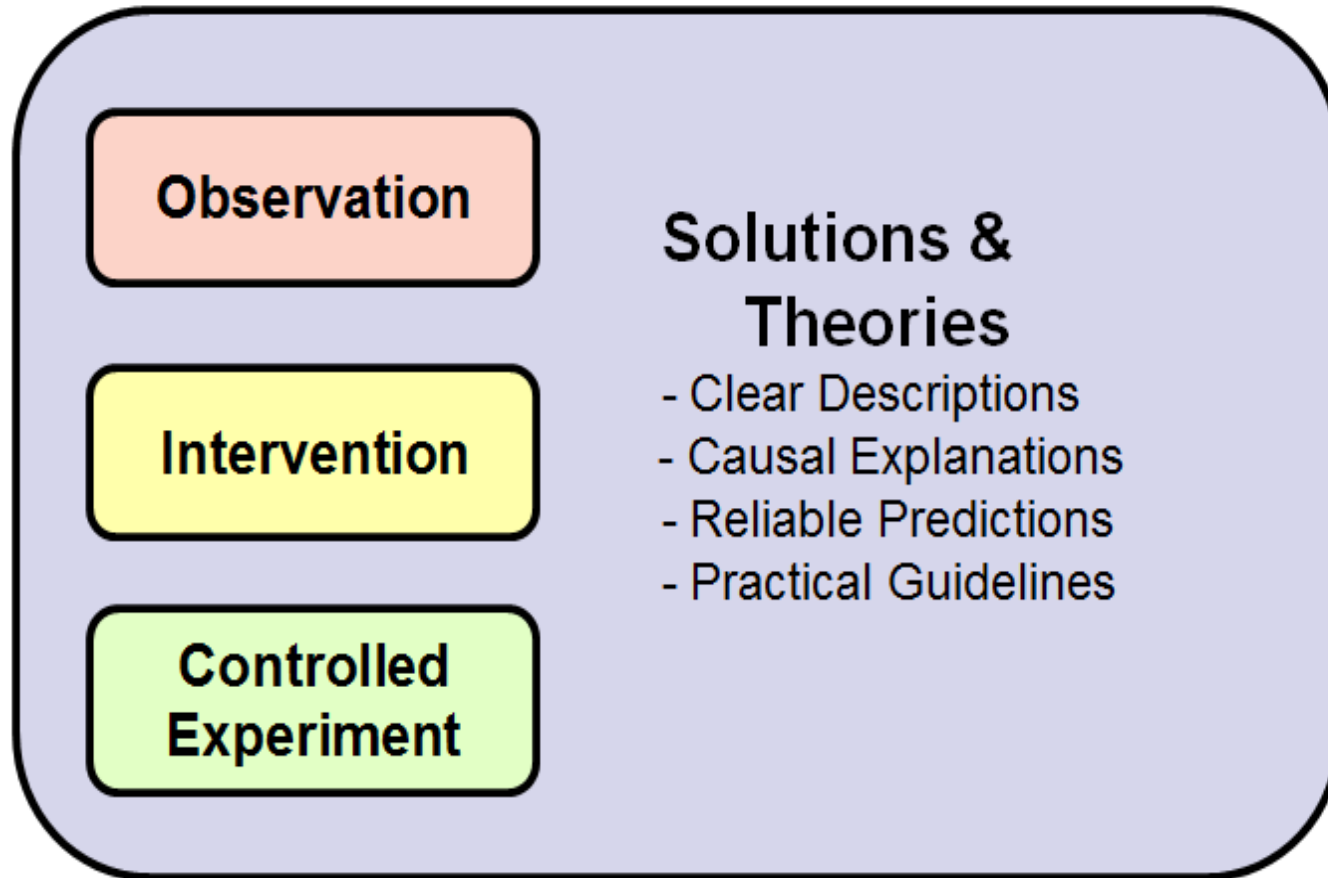 Observation
Intervention
Controlled
Experiment
Solutions &
Theories
- Clear Descriptions
- Causal Explanations
- Reliable Predictions
- Practical Guidelines